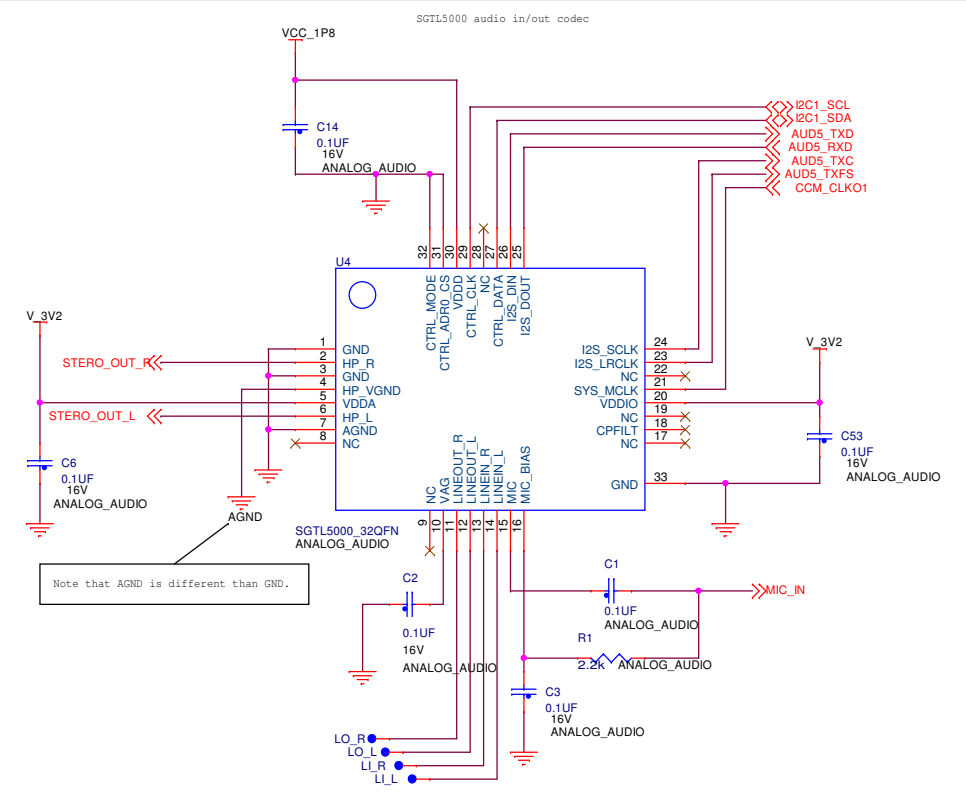 SGTL5000 audio in/out codec
VCC_1P8
C14
0.1UF
16V
ANALOG_AUDIO
I2C1_SCL
I2C1_SDA
AUD5_TXD
AUD5_RXD
AUD5_TXC
AUD5_TXFS
CCM_CLKO1
U4
32
31
30
29
28
27
26
25
CTRL_MODE
CTRL_ADR0_CS
VDDD
CTRL_CLK
NC
CTRL_DATA
I2S_DIN
I2S_DOUT
V_3V2
STERO_OUT_R
STERO_OUT_L
1
2
3
4
5
6
7
8
GND
HP_R
GND
HP_VGND
VDDA
HP_L
AGND
NC
I2S_SCLK
I2S_LRCLK
NC
SYS_MCLK
VDDIO
NC
CPFILT
NC
GND
24
23
22
21
20
19
18
17
33
V_3V2
C53
0.1UF
16V
ANALOG_AUDIO
C6
0.1UF
16V
ANALOG_AUDIO
NC
VAG
LINEOUT_R
LINEOUT_L
LINEIN_R
LINEIN_L
MIC
MIC_BIAS
9
10
11
12
13
14
15
16
AGND
SGTL5000_32QFN
ANALOG_AUDIO
Note that AGND is different than GND.
C2
0.1UF
16V
ANALOG_AUDIO
C1
0.1UF
ANALOG_AUDIO
MIC_IN
R1
2.2k ANALOG_AUDIO
C3
0.1UF
16V
ANALOG_AUDIO
LO_R
LO_L
LI_R
LI_L